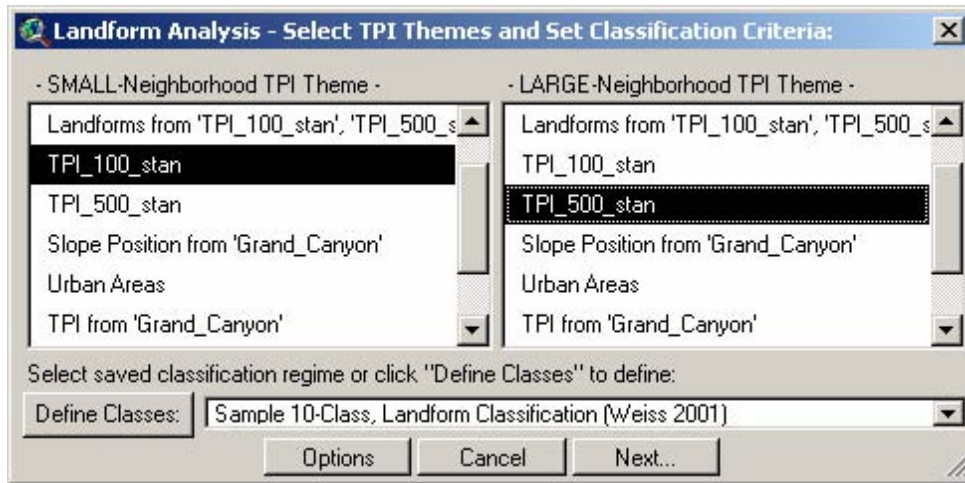 Landform Analysis - Select TPI Themes and Set Classification Criteria:
- SMALL-Neighborhood TPI Theme -
Landforms from 'TPI_100_stan', 'TPI_500_s
TPI_100_stan
TPI_500_stan
Slope Position from 'Grand_Canyon'
Urban Areas
TPI from 'Grand_Canyon'
- LARGE-Neighborhood TPI Theme -
Landforms from 'TPI_100_stan', 'TPI_500_s
TPI_100_stan
TPI_500_stan
Slope Position from 'Grand_Canyon'
Urban Areas
TPI from 'Grand_Canyon'
Select saved classification regime or click "Define Classes" to define:
Define Classes: Sample 10-Class, Landform Classification (Weiss 2001)
Options Cancel Next...